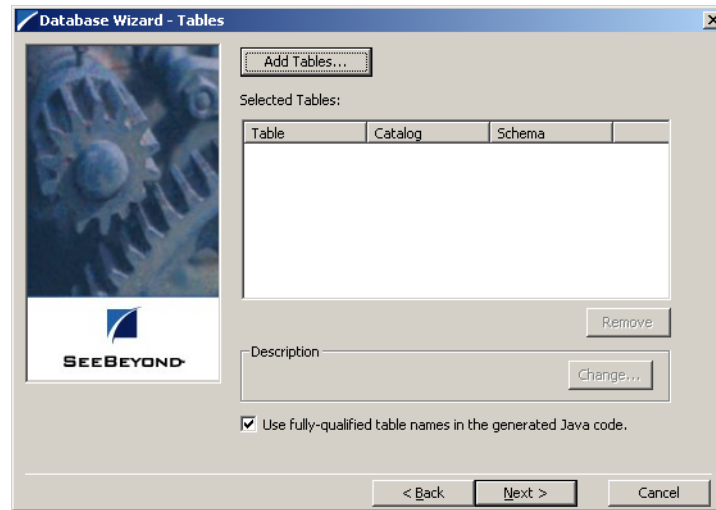 Database Wizard - Tables
Add Tables...
Selected Tables:
Table Catalog Schema
Remove
SEEBEYOND
Description
Change...
Use fully-qualified table names in the generated Java code.
< Back Next > Cancel